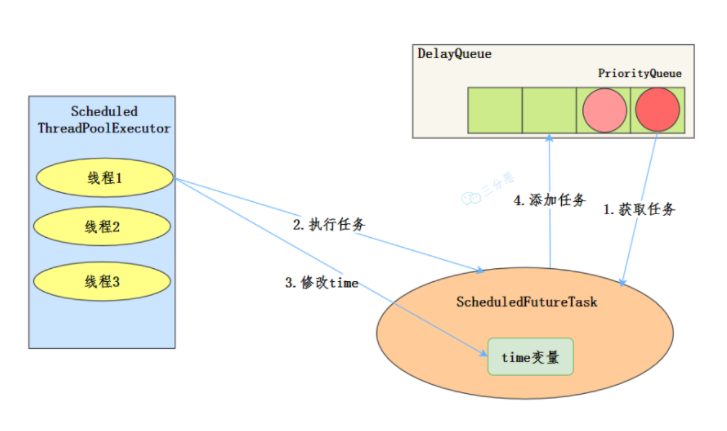 DelayQueue
PriorityQueue
Scheduled
ThreadPoolExecutor
线程1
线程2
线程3
三分恶
2.执行任务
4.添加任务
1.获取任务
3.修改time
ScheduledFutureTask
time变量